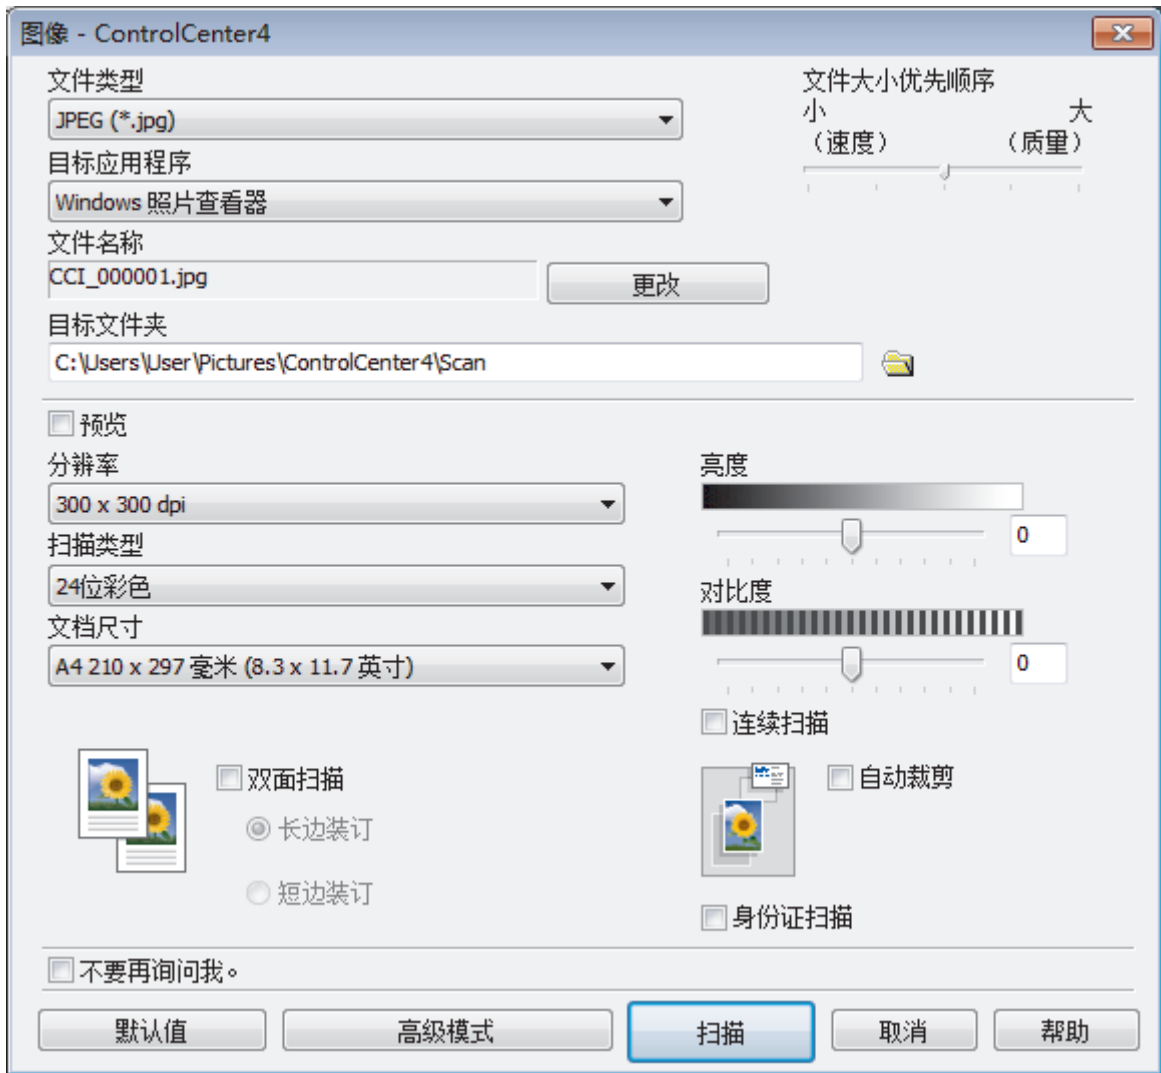 图像 - ControlCenter4
文件类型
JPEG (*.jpg)
目标应用程序
Windows 照片查看器
文件名称
CCI_000001.jpg
更改
目标文件夹
C:\Users\User\Pictures\ControlCenter4\Scan
文件大小优先顺序
小 大
（速度） （质量）
预览
分辨率
300 x 300 dpi
扫描类型
24位彩色
文档尺寸
A4 210 x 297 毫米 (8.3 x 11.7 英寸)
亮度
0
对比度
0
连续扫描
双面扫描
长边装订
短边装订
自动裁剪
身份证扫描
不要再询问我。
默认值 高级模式 扫描 取消 帮助